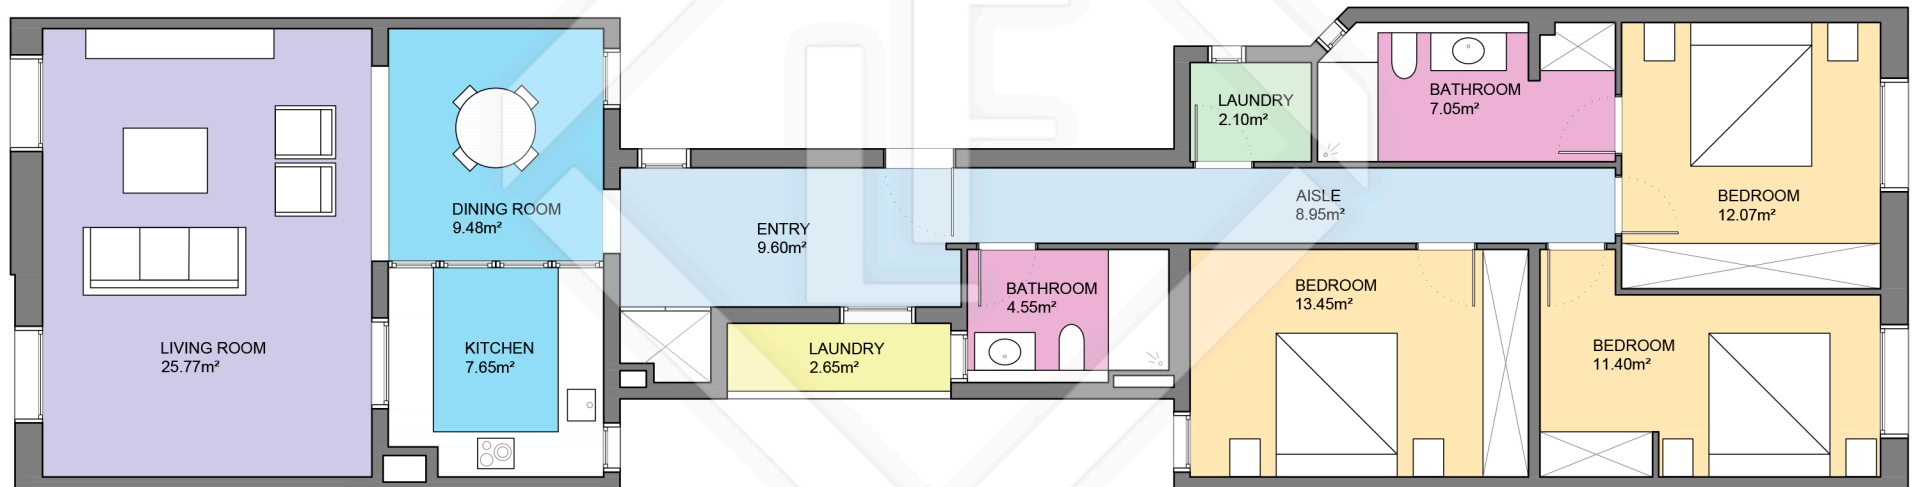 LIVING ROOM
25.77m²
DINING ROOM
9.48m²
KITCHEN
7.65m²
ENTRY
9.60m²
LAUNDRY
2.65m²
BATHROOM
4.55m²
LAUNDRY
2.10m²
BATHROOM
7.05m²
AISLE
8.95m²
BEDROOM
13.45m²
BEDROOM
12.07m²
BEDROOM
11.40m²